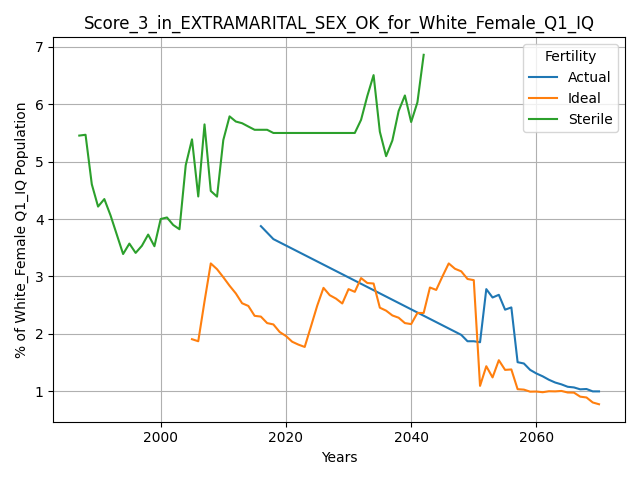 Score_3_in_EXTRAMARITAL_SEX_OK_for_White_Female_Q1_IQ
% of White_Female Q1_IQ Population
7
6
5
4
3
2
1
Fertility
Actual
Ideal
Sterile
2000 2020 2040 2060
Years